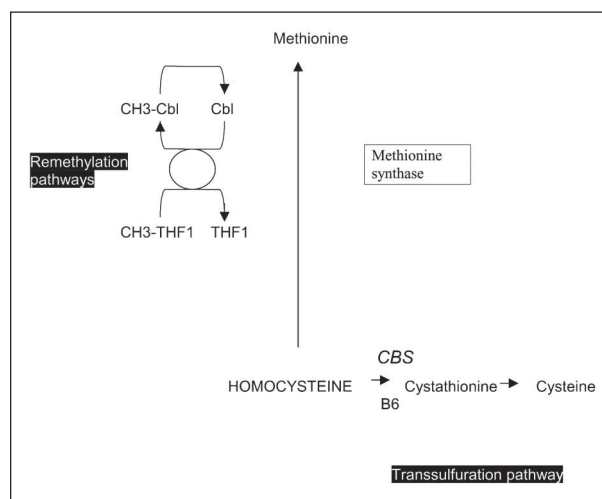 Methionine
CH3-Cbl Cbl
Remethylation
pathways
Methionine
synthase
CH3-THF1 THF1
CBS
HOMOCYSTEINE Cystathionine Cysteine
B6
Transsulfuration pathway